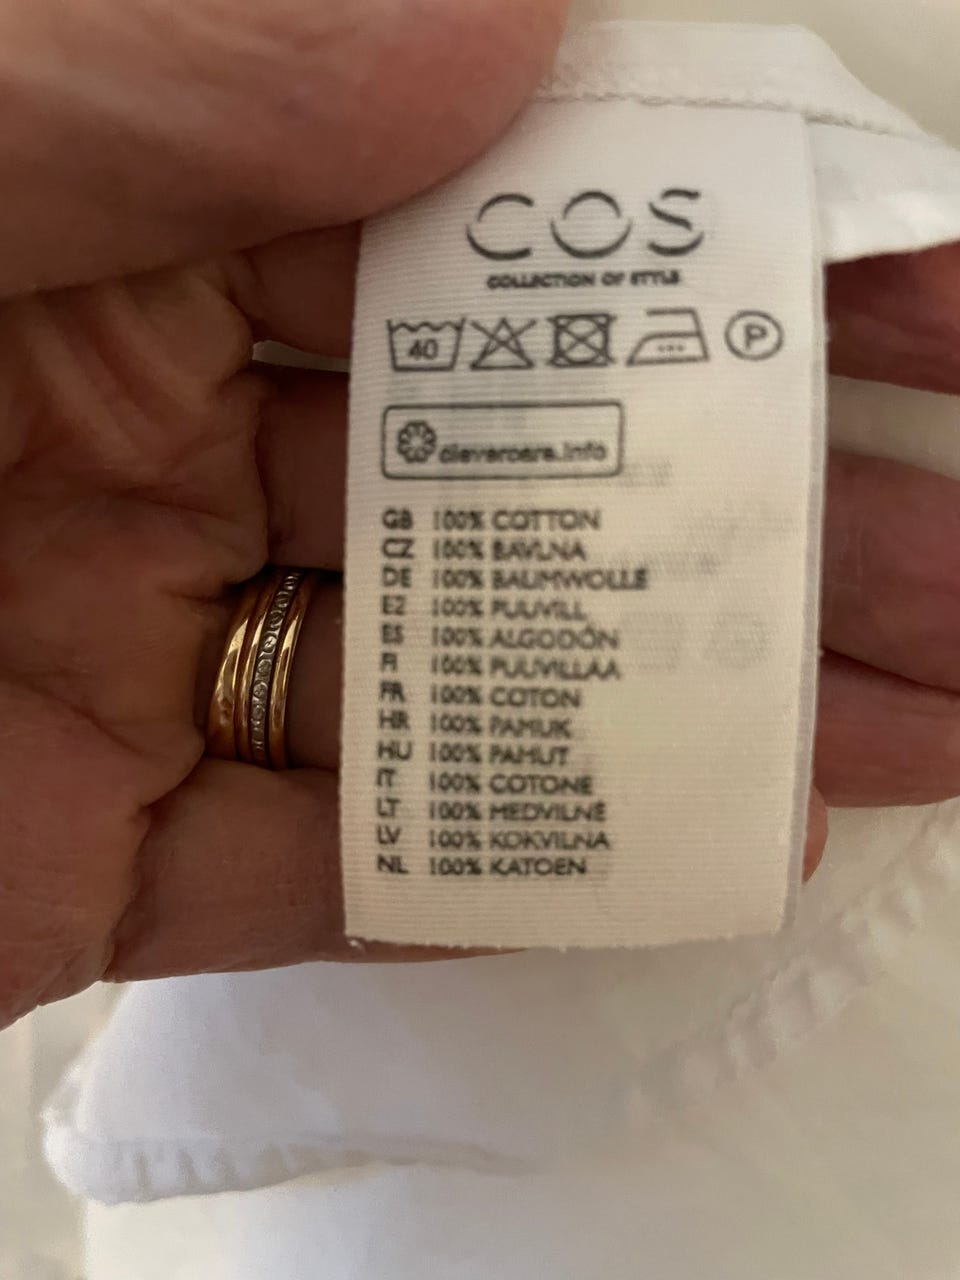 COS
COLLECTION OF STYLE
40 P
clevercare.info
GB 100% COTTON
CZ 100% BAVLNA
DE 100% BAUMWOLLE
EZ 100% PUUVILL
ES 100% ALGODÓN
FI 100% PUUVILLAA
FR 100% COTON
HR 100% PAMUK
HU 100% PAMUT
IT 100% COTONE
LT 100% MEDVILNĖ
LV 100% KOKVILNA
NL 100% KATOEN